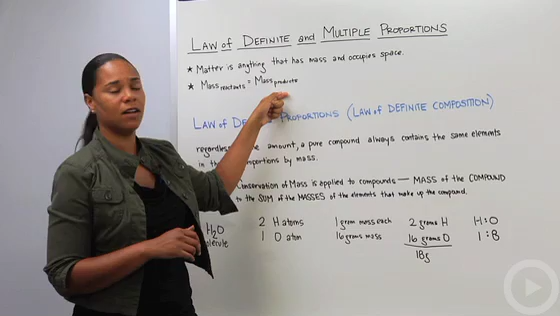 LAW of DEFINITE and MULTIPLE PROPORTIONS
★ Matter is anything that has mass and occupies space.
★ Mass reactants = Mass products
LAW of DE PROPORTIONS (LAW of DEFINITE COMPOSITION)
regardless e amount, a pure compound always contains the same elements
in th portions by mass.
Conservation of Mass is applied to compounds — MASS of the COMPOUND
to the SUM of the MASSES of the elements that make up the compound.
H2O 2 H atoms 1 gram mass each 2 grams H H:O
olecule 1 O atom 16 grams mass 16 grams O 1:8
18g